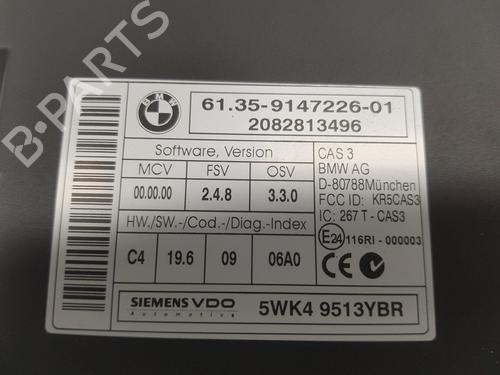 B-PARTS
BMW
61.35-9147226-01
2082813496
Software, Version
MCV FSV OSV
00.00.00 2.4.8 3.3.0
HW./SW.-/Cod.-/Diag.-Index
C4 19.6 09 06A0
CAS 3
BMW AG
D-80788München
FCC ID: KR5CAS3
IC: 267 T - CAS3
E24 116RI - 000003
SIEMENS VDO
Automotive
5WK4 9513YBR